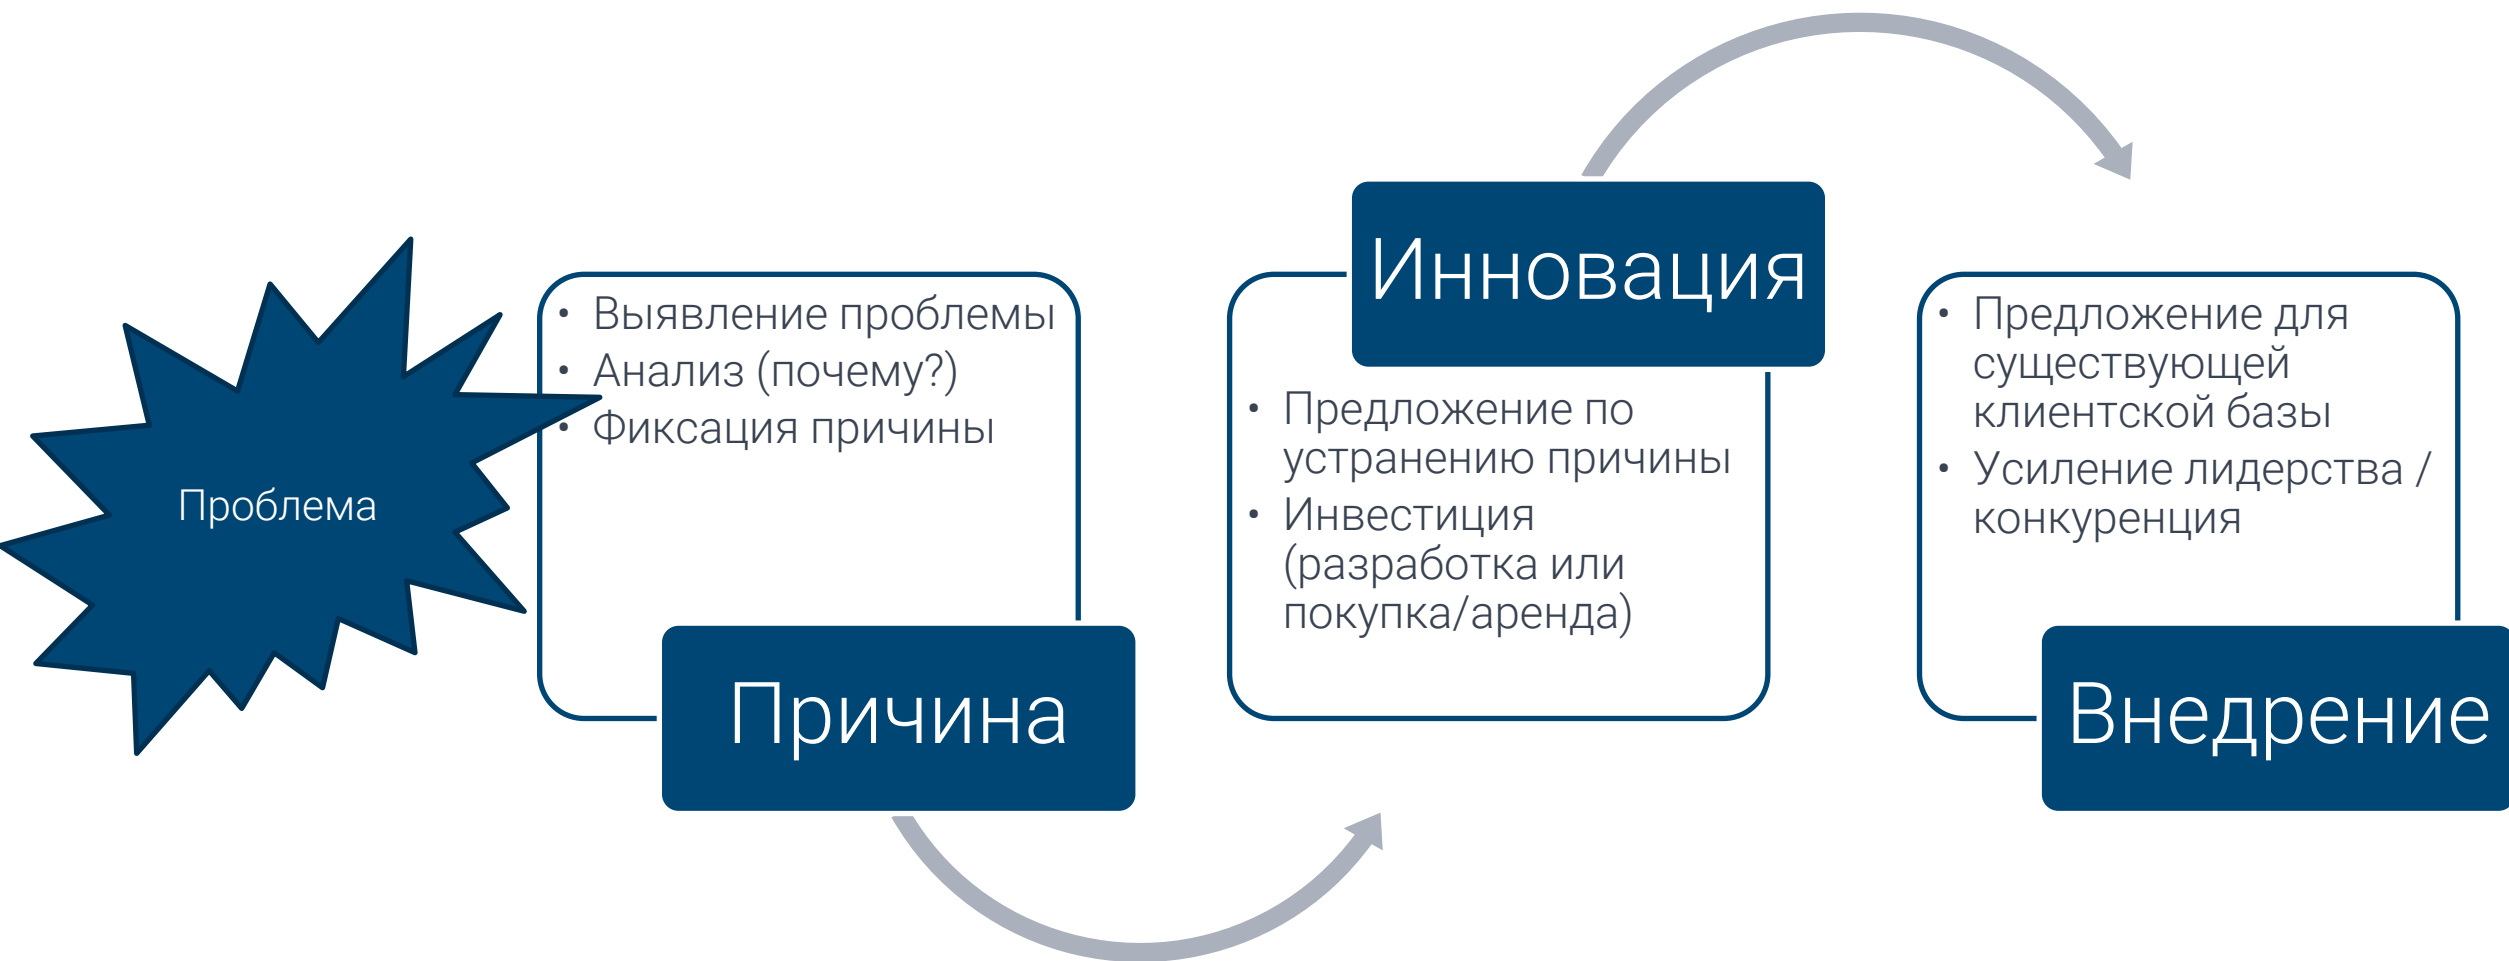 Проблема
• Выявление проблемы
• Анализ (почему?)
• Фиксация причины
Причина
Инновация
• Предложение по
устранению причины
• Инвестиция
(разработка или
покупка/аренда)
• Предложение для
существующей
клиентской базы
• Усиление лидерства /
конкуренция
Внедрение